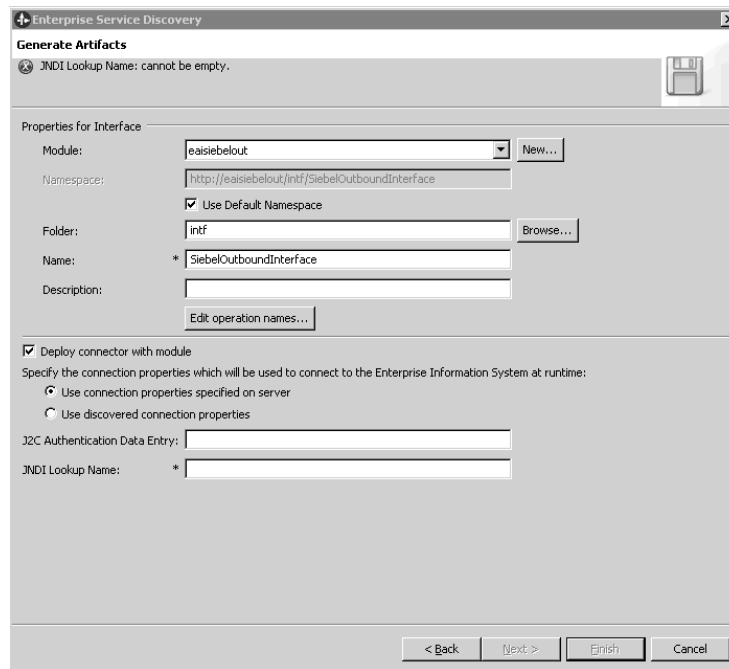 Enterprise Service Discovery
Generate Artifacts
JNDI Lookup Name: cannot be empty.
Properties for Interface
Module: eaisiebelout New...
Namespace: http://eaisiebelout/intf/SiebelOutboundInterface
Use Default Namespace
Folder: intf Browse...
Name: * SiebelOutboundInterface
Description:
Edit operation names...
Deploy connector with module
Specify the connection properties which will be used to connect to the Enterprise Information System at runtime:
Use connection properties specified on server
Use discovered connection properties
J2C Authentication Data Entry:
JNDI Lookup Name: *
< Back Next > Finish Cancel